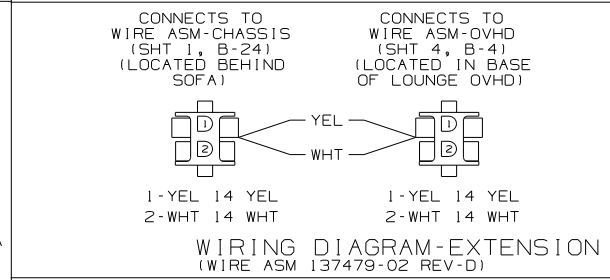 CONNECTS TO
WIRE ASM-CHASSIS
(SHT 1, B-24)
(LOCATED BEHIND
SOFA)
CONNECTS TO
WIRE ASM-OVHD
(SHT 4, B-4)
(LOCATED IN BASE
OF LOUNGE OVHD)
1
2
YEL
WHT
1
2
1-YEL 14 YEL
2-WHT 14 WHT
1-YEL 14 YEL
2-WHT 14 WHT
WIRING DIAGRAM-EXTENSION
(WIRE ASM 137479-02 REV-D)